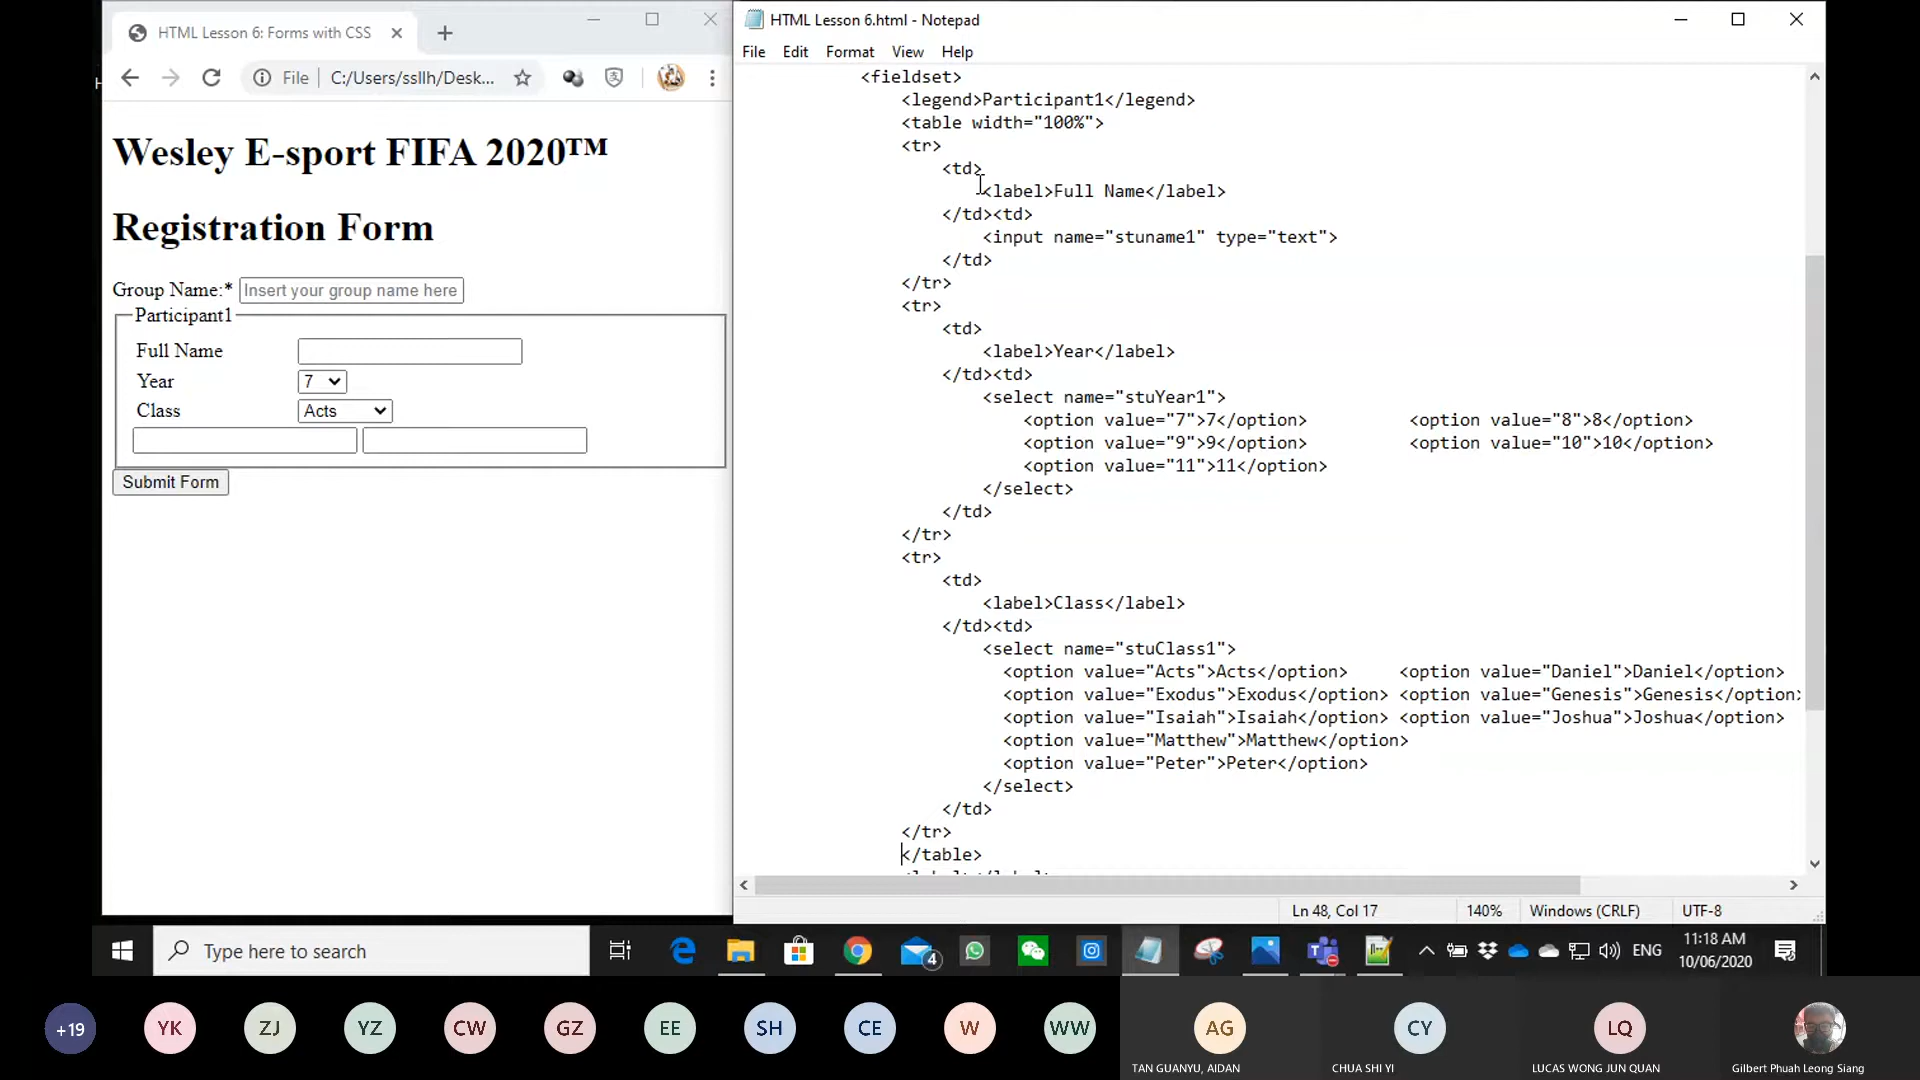 HTML Lesson 6: Forms with CSS
File
C:/Users/ssllh/Desk...
Wesley E-sport FIFA 2020™
Registration Form
Group Name:* Insert your group name here
Participant1
Full Name
Year 7
Class Acts
Submit Form
HTML Lesson 6.html - Notepad
File Edit Format View Help
<fieldset>
<legend>Participant1</legend>
<table width="100%">
<tr>
<td>
<label>Full Name</label>
</td><td>
<input name="stuname1" type="text">
</td>
</tr>
<tr>
<td>
<label>Year</label>
</td><td>
<select name="stuYear1">
<option value="7">7</option> <option value="8">8</option>
<option value="9">9</option> <option value="10">10</option>
<option value="11">11</option>
</select>
</td>
</tr>
<tr>
<td>
<label>Class</label>
</td><td>
<select name="stuClass1">
<option value="Acts">Acts</option> <option value="Daniel">Daniel</option>
<option value="Exodus">Exodus</option> <option value="Genesis">Genesis</option>
<option value="Isaiah">Isaiah</option> <option value="Joshua">Joshua</option>
<option value="Matthew">Matthew</option>
<option value="Peter">Peter</option>
</select>
</td>
</tr>
</table>
Ln 48, Col 17 140% Windows (CRLF) UTF-8
Type here to search
4
ENG
11:18 AM
10/06/2020
+19 YK ZJ YZ CW GZ EE SH CE W WW AG CY LQ
TAN GUANYU, AIDAN
CHUA SHI YI
LUCAS WONG JUN QUAN
Gilbert Phuah Leong Siang